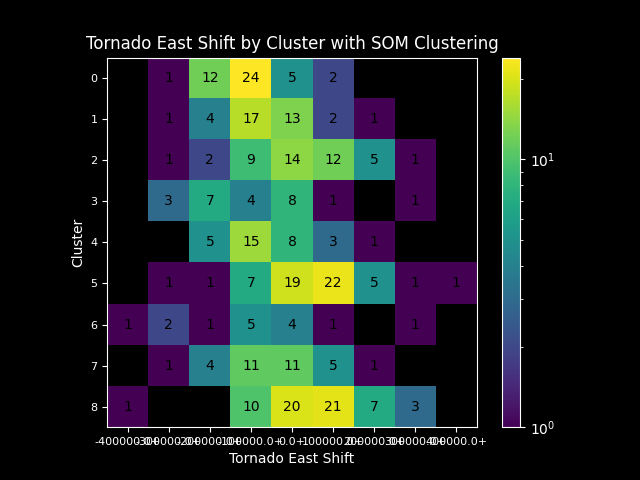 Tornado East Shift by Cluster with SOM Clustering
0 1 12 24 5 2
1 1 4 17 13 2 1
2 1 2 9 14 12 5 1
3 3 7 4 8 1 1
4 5 15 8 3 1
5 1 1 7 19 22 5 1 1
6 1 2 1 5 4 1 1
7 1 4 11 11 5 1
8 1 10 20 21 7 3
Cluster
Tornado East Shift
10¹
10⁰